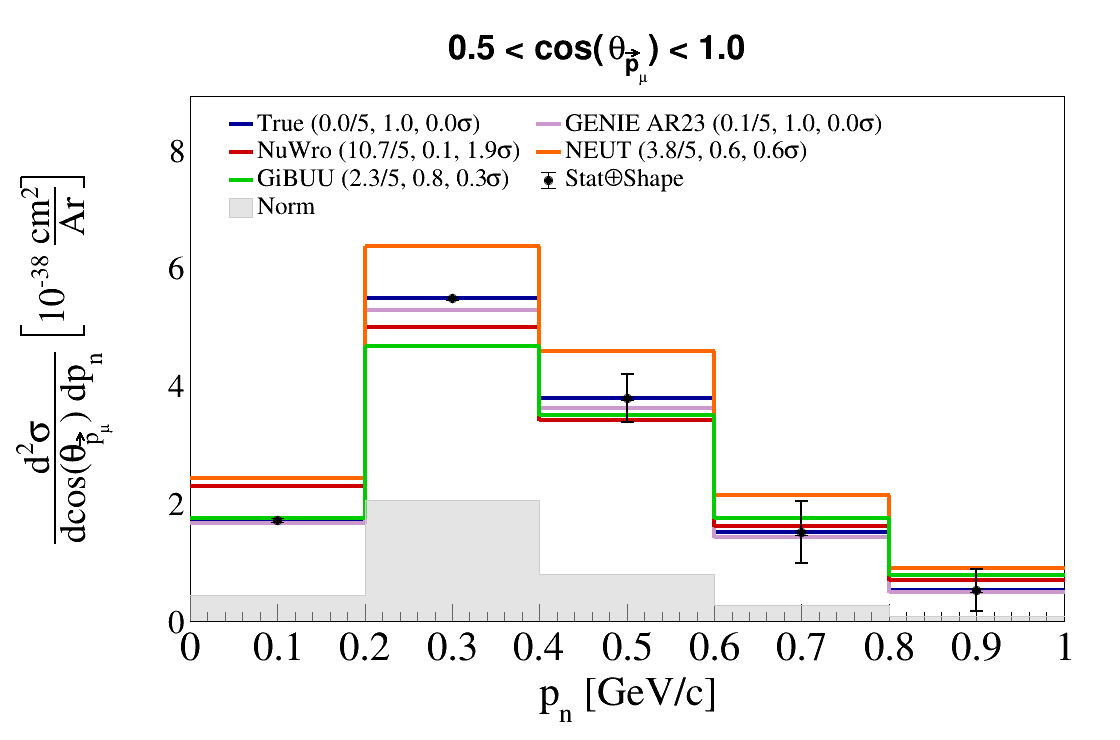 0.5 < cos(θp⃗μ) < 1.0
True (0.0/5, 1.0, 0.0σ)
GENIE AR23 (0.1/5, 1.0, 0.0σ)
NuWro (10.7/5, 0.1, 1.9σ)
NEUT (3.8/5, 0.6, 0.6σ)
GiBUU (2.3/5, 0.8, 0.3σ)
Stat⊕Shape
Norm
d²σ
dcos(θp⃗μ) dpn
[10⁻³⁸ cm²/Ar]
8
6
4
2
0
0 0.1 0.2 0.3 0.4 0.5 0.6 0.7 0.8 0.9 1
pn [GeV/c]